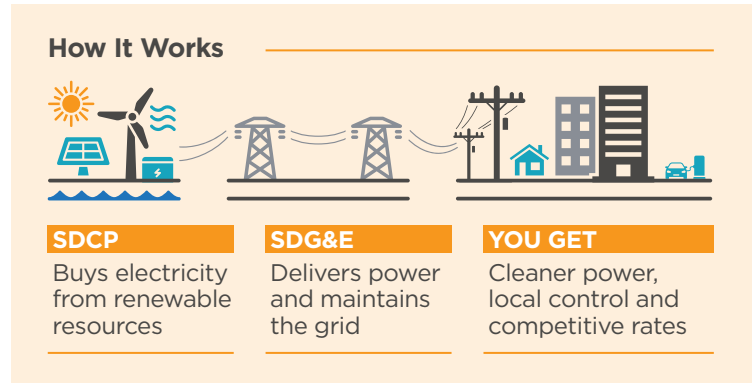 How It Works
SDCP
Buys electricity
from renewable
resources
SDG&E
Delivers power
and maintains
the grid
YOU GET
Cleaner power,
local control and
competitive rates